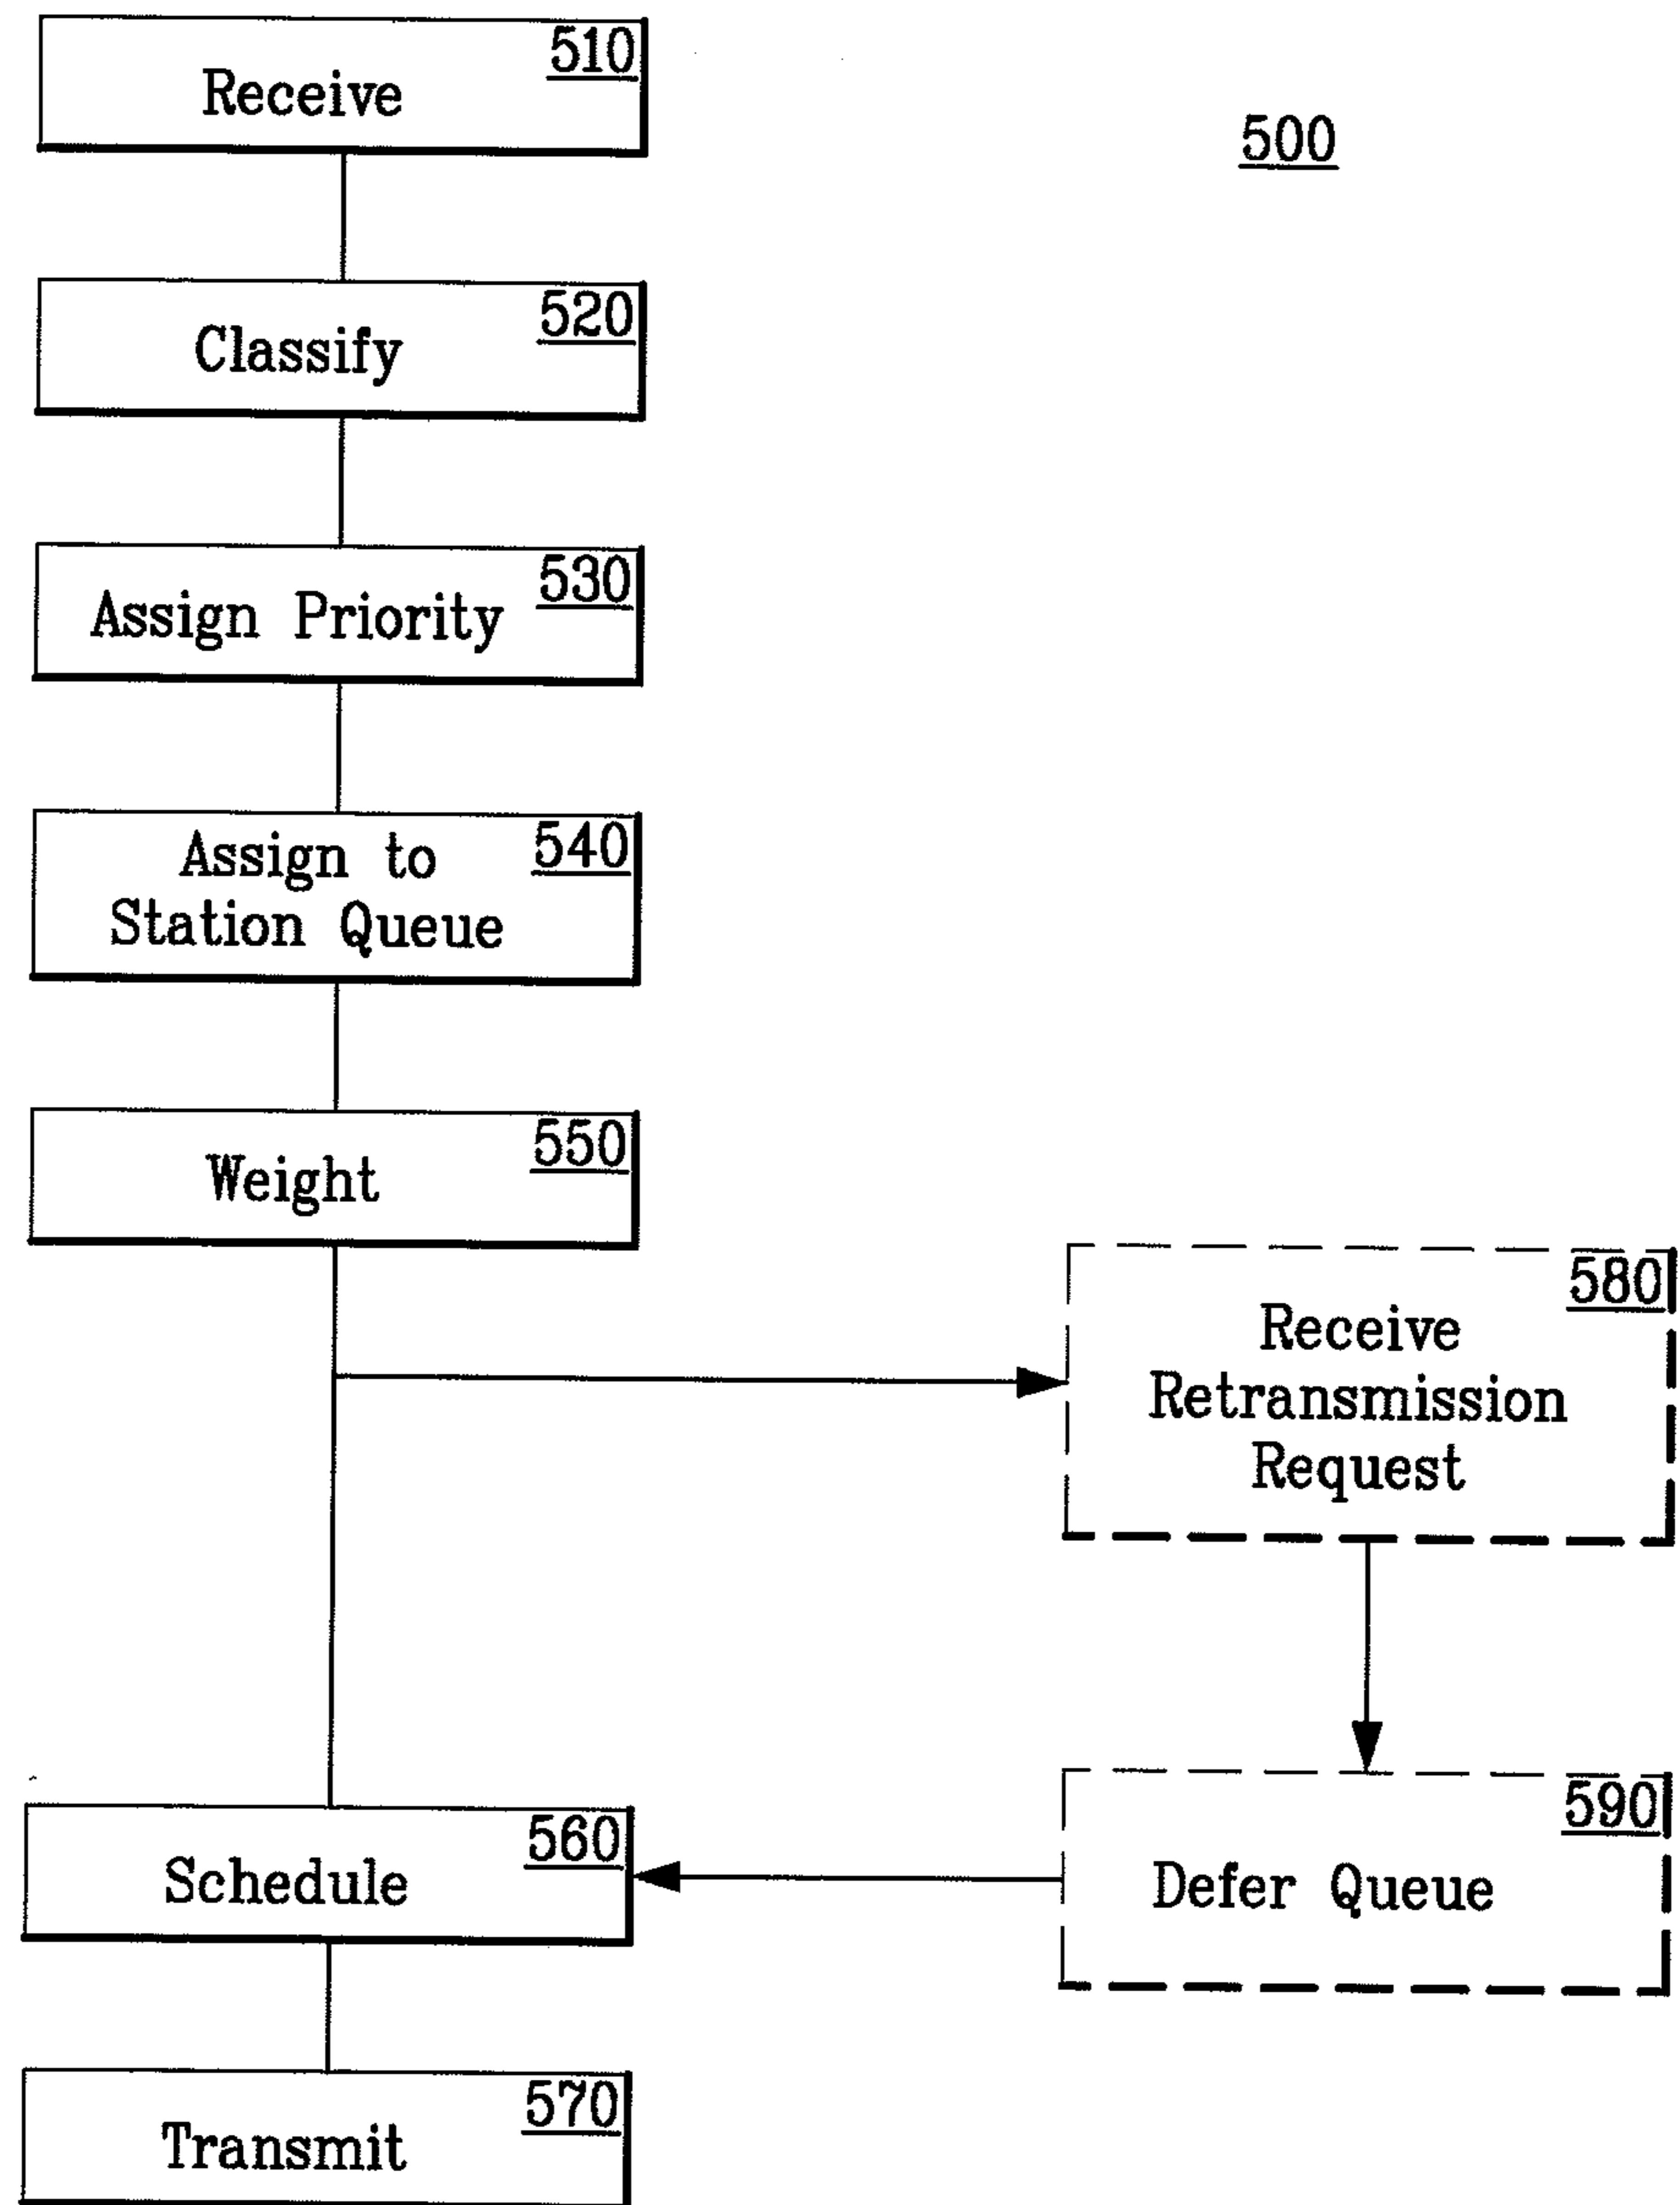 510
Receive
500
520
Classify
530
Assign Priority
540
Assign to
Station Queue
550
Weight
580
Receive
Retransmission
Request
560
Schedule
590
Defer Queue
570
Transmit